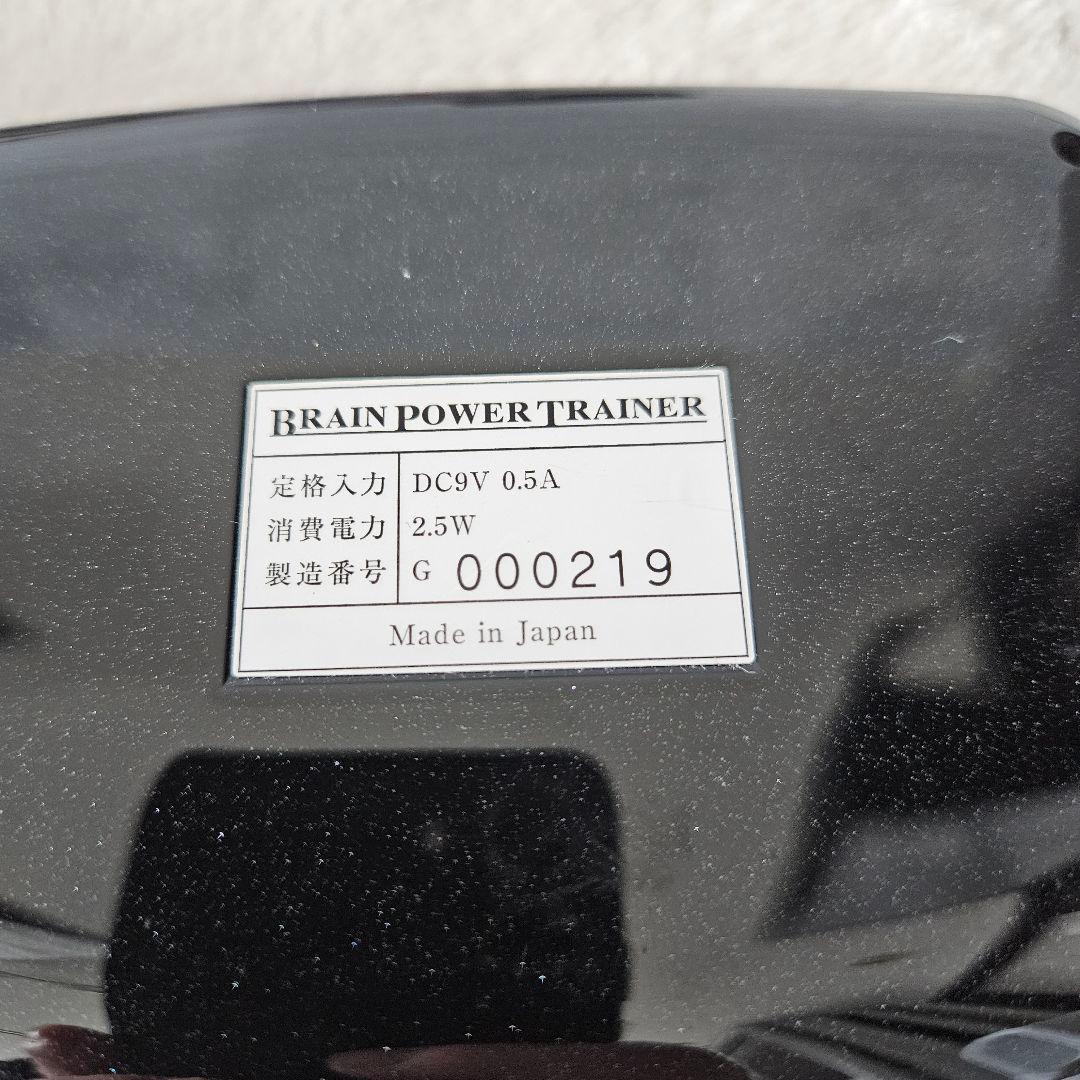 BRAIN POWER TRAINER
定格入力 DC9V 0.5A
消費電力 2.5W
製造番号 G 000219
Made in Japan